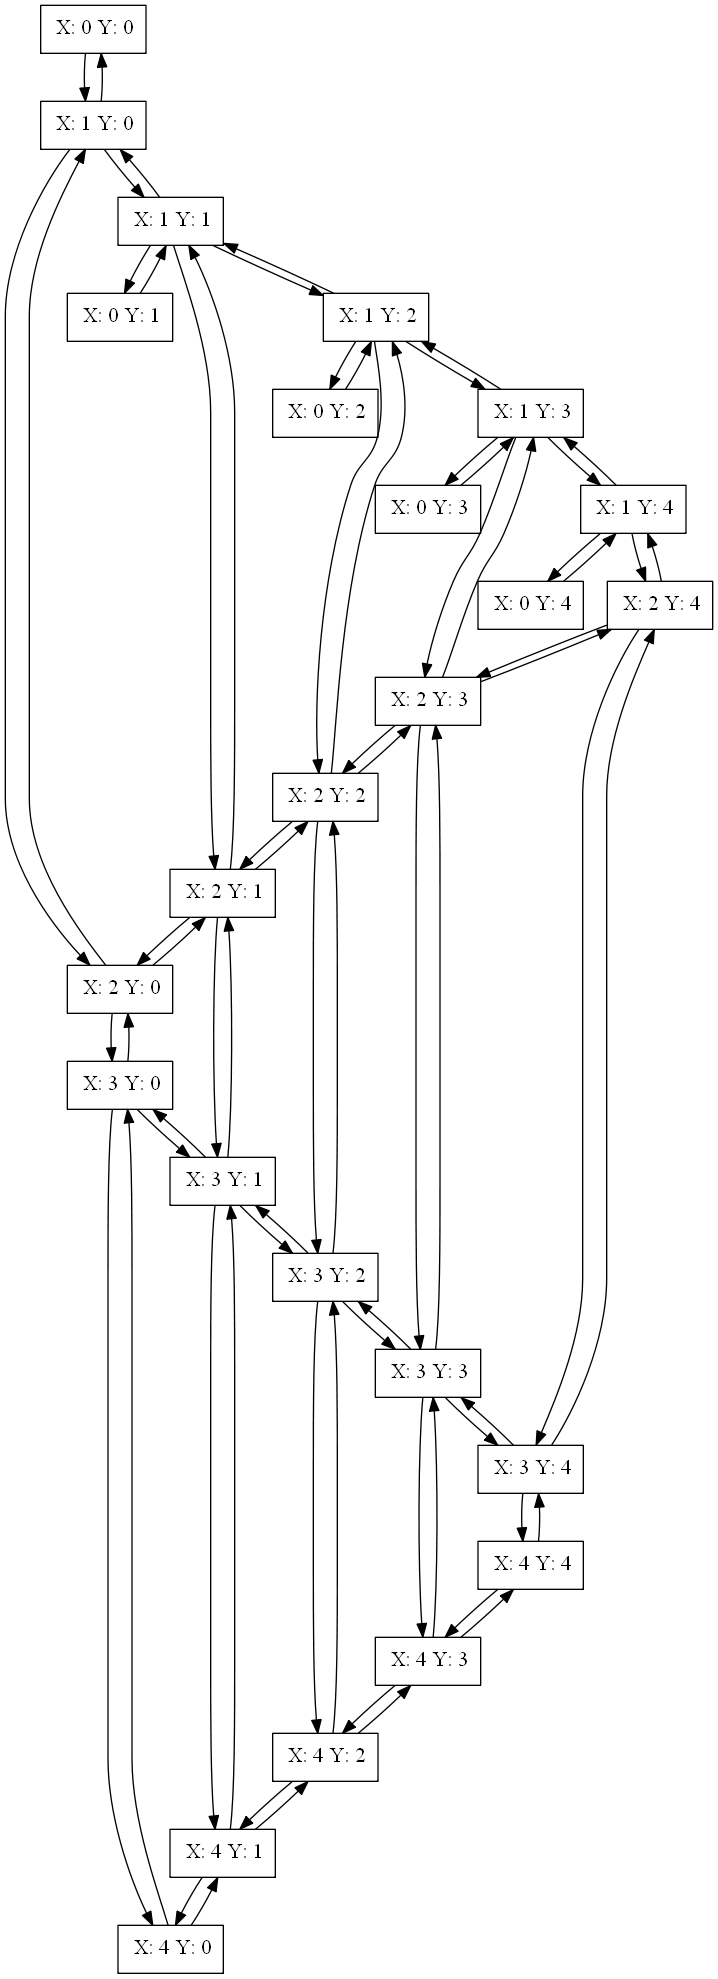 X: 0 Y: 0
X: 1 Y: 0
X: 1 Y: 1
X: 0 Y: 1
X: 1 Y: 2
X: 0 Y: 2
X: 1 Y: 3
X: 0 Y: 3
X: 1 Y: 4
X: 0 Y: 4
X: 2 Y: 4
X: 2 Y: 3
X: 2 Y: 2
X: 2 Y: 1
X: 2 Y: 0
X: 3 Y: 0
X: 3 Y: 1
X: 3 Y: 2
X: 3 Y: 3
X: 3 Y: 4
X: 4 Y: 4
X: 4 Y: 3
X: 4 Y: 2
X: 4 Y: 1
X: 4 Y: 0